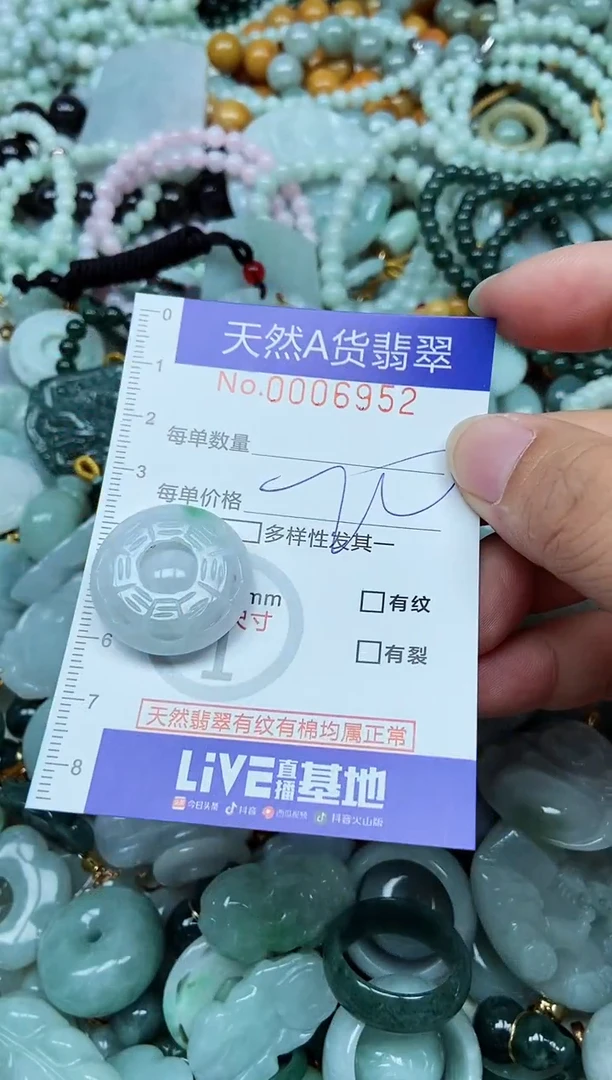 0
天然A货翡翠
1
No.0006952
2
每单数量
3
每单价格
多样性发其一
mm
有纹
尺寸
6
1
有裂
7
天然翡翠有纹有棉均属正常
8
LiVE直播基地
今日头条 抖音 西瓜视频 抖音火山版